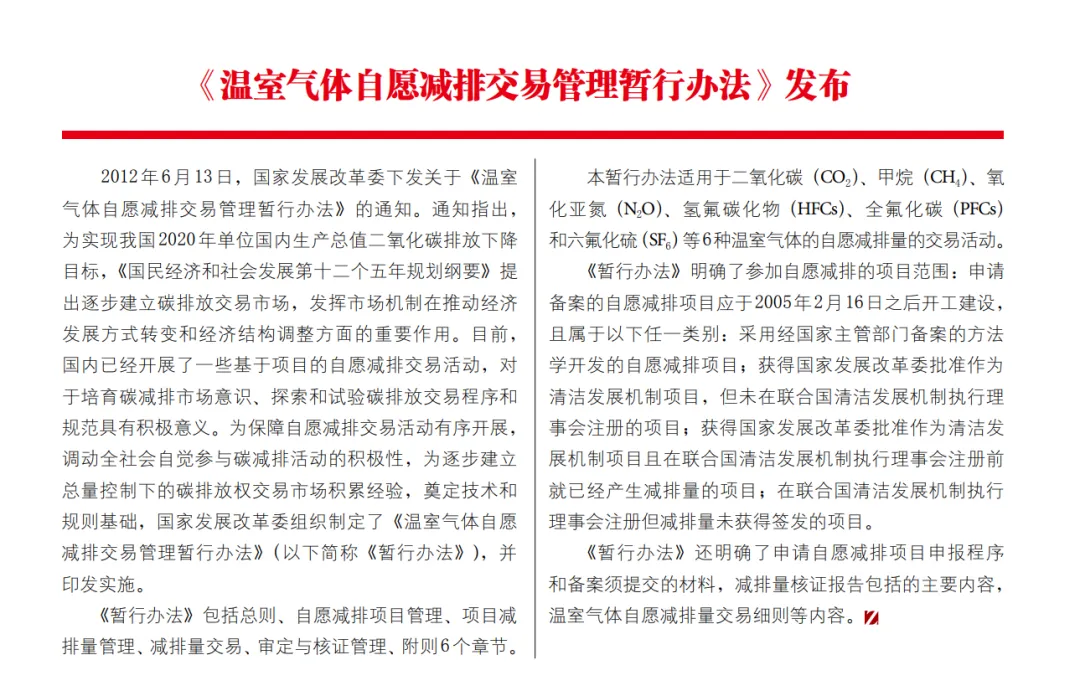 《温室气体自愿减排交易管理暂行办法》发布
2012年6月13日，国家发展改革委下发关于《温室
气体自愿减排交易管理暂行办法》的通知。通知指出，
为实现我国2020年单位国内生产总值二氧化碳排放下降
目标，《国民经济和社会发展第十二个五年规划纲要》提
出逐步建立碳排放交易市场，发挥市场机制在推动经济
发展方式转变和经济结构调整方面的重要作用。目前，
国内已经开展了一些基于项目的自愿减排交易活动，对
于培育碳减排市场意识、探索和试验碳排放交易程序和
规范具有积极意义。为保障自愿减排交易活动有序开展，
调动全社会自觉参与碳减排活动的积极性，为逐步建立
总量控制下的碳排放权交易市场积累经验，奠定技术和
规则基础，国家发展改革委组织制定了《温室气体自愿
减排交易管理暂行办法》（以下简称《暂行办法》），并
印发实施。
《暂行办法》包括总则、自愿减排项目管理、项目减
排量管理、减排量交易、审定与核证管理、附则6个章节。
本暂行办法适用于二氧化碳（CO₂）、甲烷（CH₄）、氧
化亚氮（N₂O）、氢氟碳化物（HFCs）、全氟化碳（PFCs）
和六氟化硫（SF₆）等6种温室气体的自愿减排量的交易活动。
《暂行办法》明确了参加自愿减排的项目范围：申请
备案的自愿减排项目应于2005年2月16日之后开工建设，
且属于以下任一类别：采用经国家主管部门备案的方法
学开发的自愿减排项目；获得国家发展改革委批准作为
清洁发展机制项目，但未在联合国清洁发展机制执行理
事会注册的项目；获得国家发展改革委批准作为清洁发
展机制项目且在联合国清洁发展机制执行理事会注册前
就已经产生减排量的项目；在联合国清洁发展机制执行
理事会注册但减排量未获得签发的项目。
《暂行办法》还明确了申请自愿减排项目申报程序
和备案须提交的材料，减排量核证报告包括的主要内容，
温室气体自愿减排量交易细则等内容。